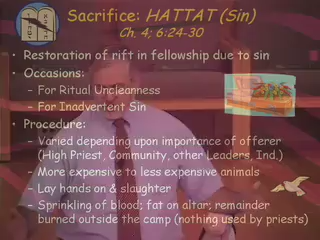 Sacrifice: HATTAT (Sin)
Ch. 4; 6:24-30
• Restoration of rift in fellowship due to sin
• Occasions:
– For Ritual Uncleanness
– For Inadvertent Sin
• Procedure:
– Varied depending upon importance of offerer
(High Priest, Community, other Leaders, Ind.)
– More expensive to less expensive animals
– Lay hands on & slaughter
– Sprinkling of blood; fat on altar; remainder
burned outside the camp (nothing used by priests)